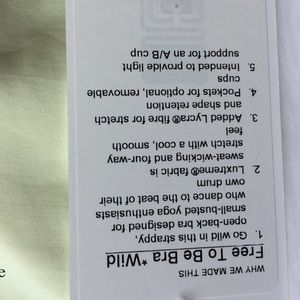 WHY WE MADE THIS
Free To Be Bra *Wild
1. Go wild in this strappy,
open-back bra designed for
small-busted yoga enthusiasts
who dance to the beat of their
own drum
2. Luxtreme® fabric is
sweat-wicking and four-way
stretch with a cool, smooth
feel
3. Added Lycra® fibre for stretch
and shape retention
4. Pockets for optional, removable
cups
5. Intended to provide light
support for an A/B cup
e